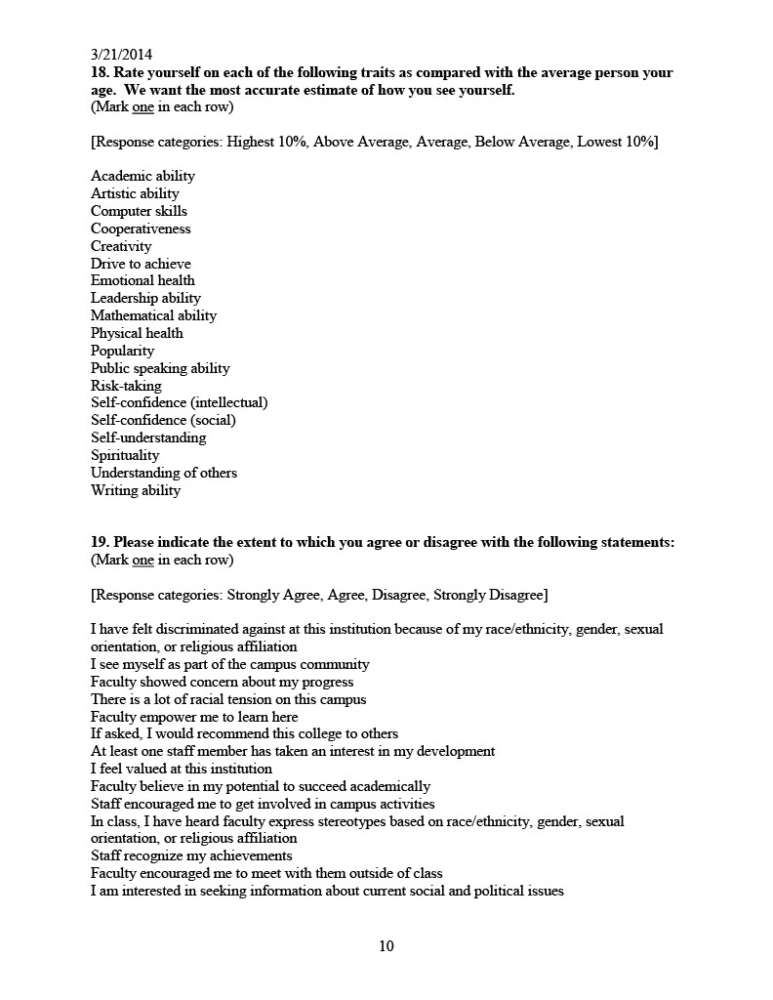 3/21/2014
18. Rate yourself on each of the following traits as compared with the average person your
age.  We want the most accurate estimate of how you see yourself.
(Mark one in each row)
[Response categories: Highest 10%, Above Average, Average, Below Average, Lowest 10%]
Academic ability
Artistic ability
Computer skills
Cooperativeness
Creativity
Drive to achieve
Emotional health
Leadership ability
Mathematical ability
Physical health
Popularity
Public speaking ability
Risk-taking
Self-confidence (intellectual)
Self-confidence (social)
Self-understanding
Spirituality
Understanding of others
Writing ability
19. Please indicate the extent to which you agree or disagree with the following statements:
(Mark one in each row)
[Response categories: Strongly Agree, Agree, Disagree, Strongly Disagree]
I have felt discriminated against at this institution because of my race/ethnicity, gender, sexual
orientation, or religious affiliation
I see myself as part of the campus community
Faculty showed concern about my progress
There is a lot of racial tension on this campus
Faculty empower me to learn here
If asked, I would recommend this college to others
At least one staff member has taken an interest in my development
I feel valued at this institution
Faculty believe in my potential to succeed academically
Staff encouraged me to get involved in campus activities
In class, I have heard faculty express stereotypes based on race/ethnicity, gender, sexual
orientation, or religious affiliation
Staff recognize my achievements
Faculty encouraged me to meet with them outside of class
I am interested in seeking information about current social and political issues
10